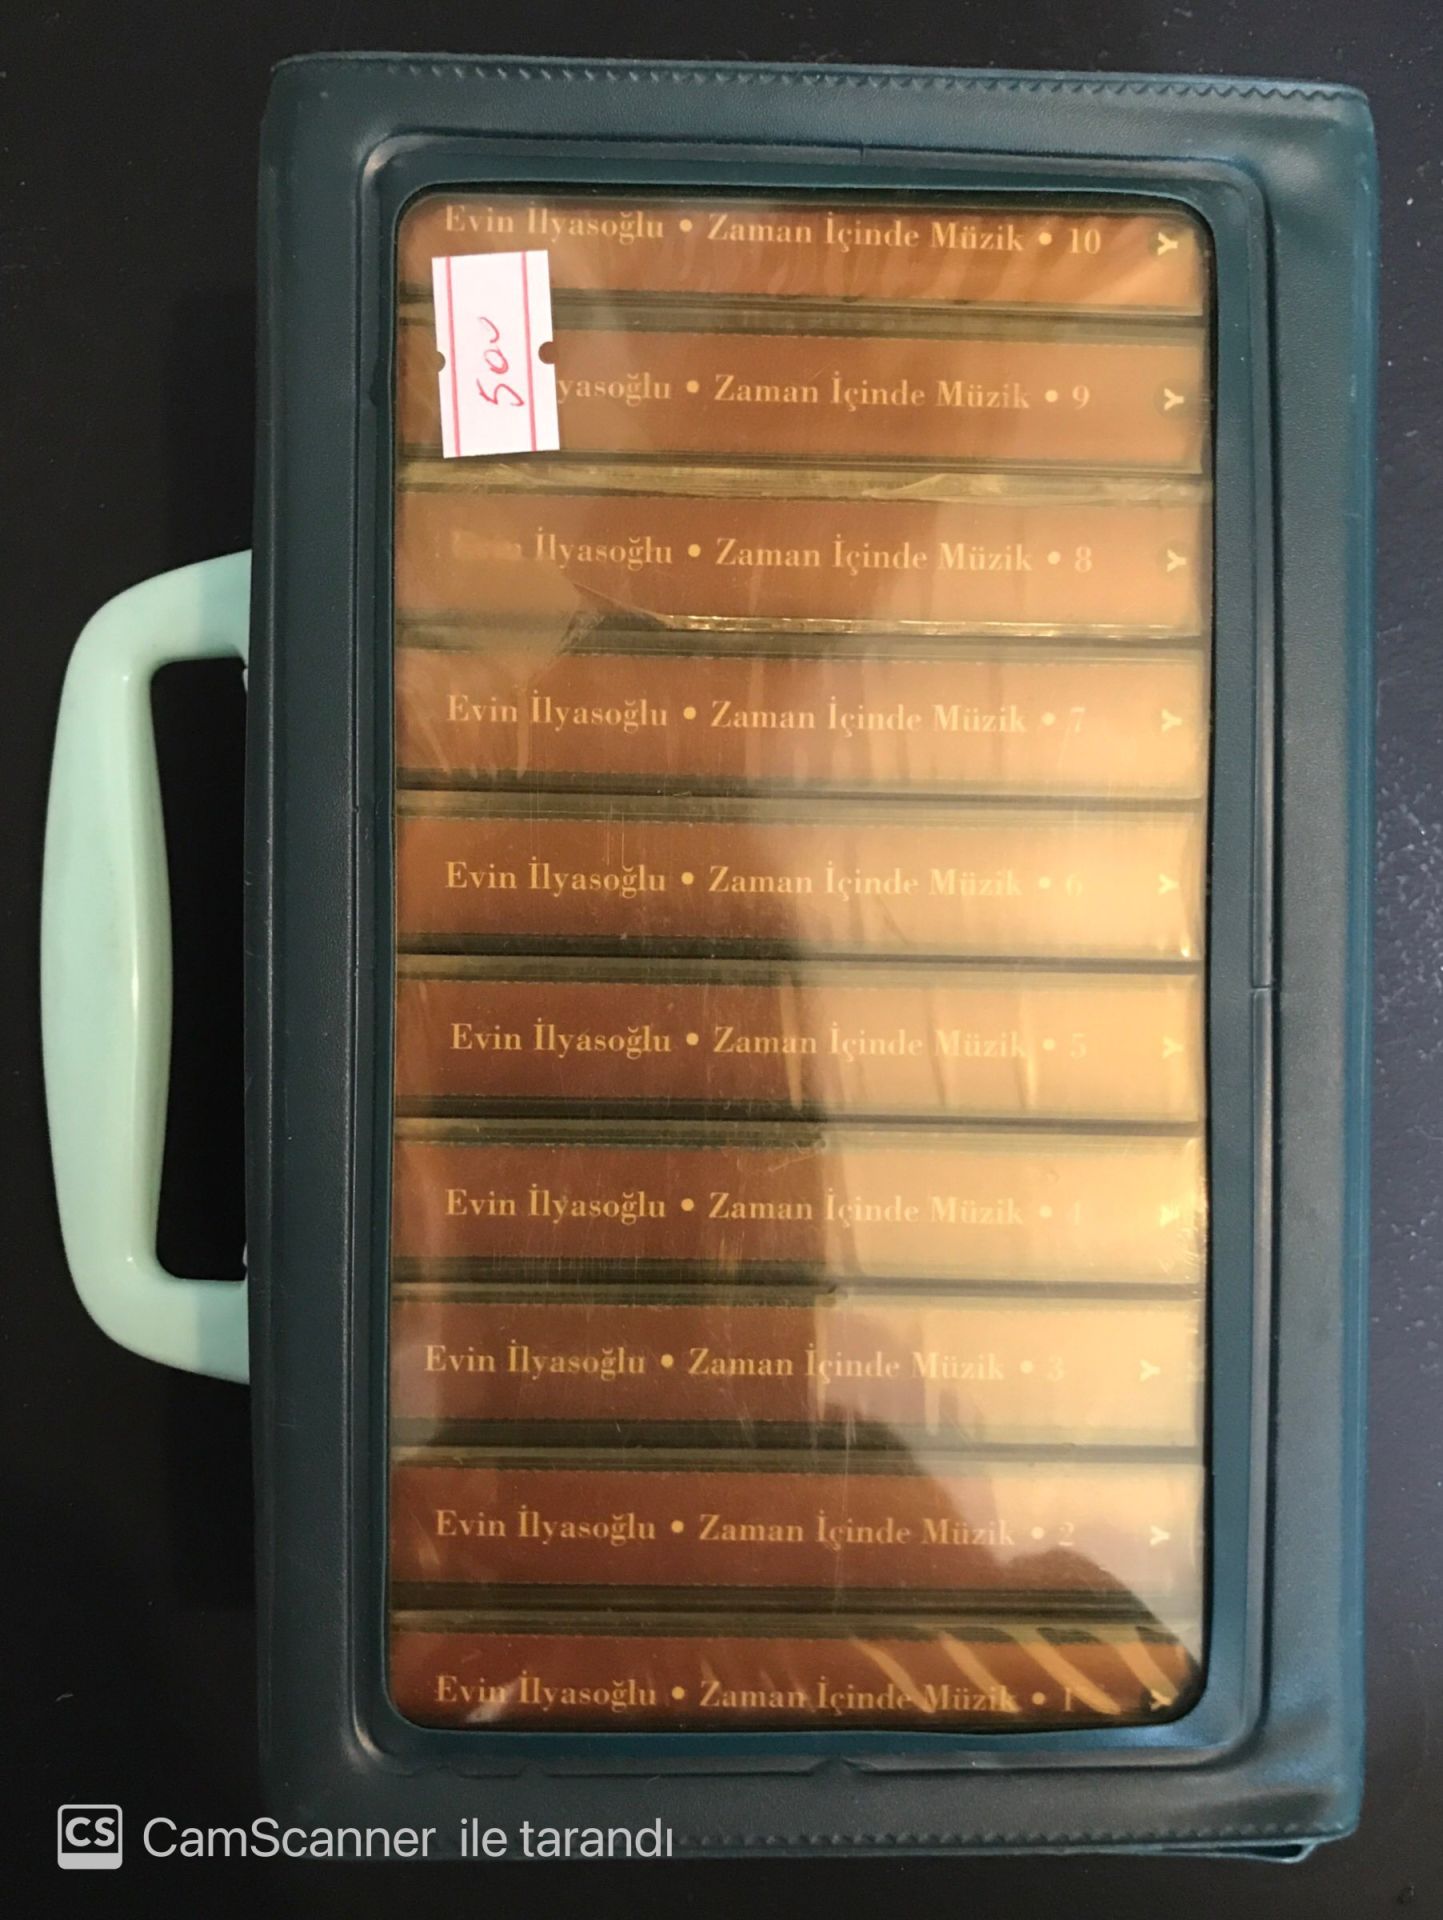 Evin İlyasoğlu • Zaman İçinde Müzik • 10 Y
500
yasoğlu • Zaman İçinde Müzik • 9 Y
Evin İlyasoğlu • Zaman İçinde Müzik • 8 Y
Evin İlyasoğlu • Zaman İçinde Müzik • 7 Y
Evin İlyasoğlu • Zaman İçinde Müzik • 6 Y
Evin İlyasoğlu • Zaman İçinde Müzik • 5 Y
Evin İlyasoğlu • Zaman İçinde Müzik • 4 Y
Evin İlyasoğlu • Zaman İçinde Müzik • 3 Y
Evin İlyasoğlu • Zaman İçinde Müzik • 2 Y
Evin İlyasoğlu • Zaman İçinde Müzik • 1 Y
CS CamScanner ile tarandı